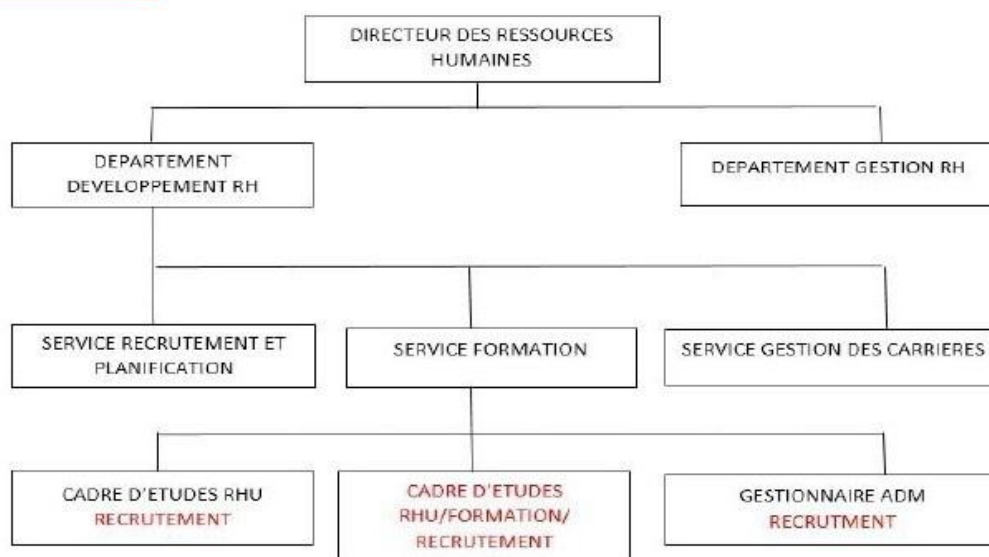 DIRECTEUR DES RESSOURCES
HUMAINES
DEPARTEMENT
DEVELOPPEMENT RH
DEPARTEMENT GESTION RH
SERVICE RECRUTEMENT ET
PLANIFICATION
SERVICE FORMATION
SERVICE GESTION DES CARRIERES
CADRE D'ETUDES RHU
RECRUTEMENT
CADRE D'ETUDES
RHU/FORMATION/
RECRUTEMENT
GESTIONNAIRE ADM
RECRUTMENT